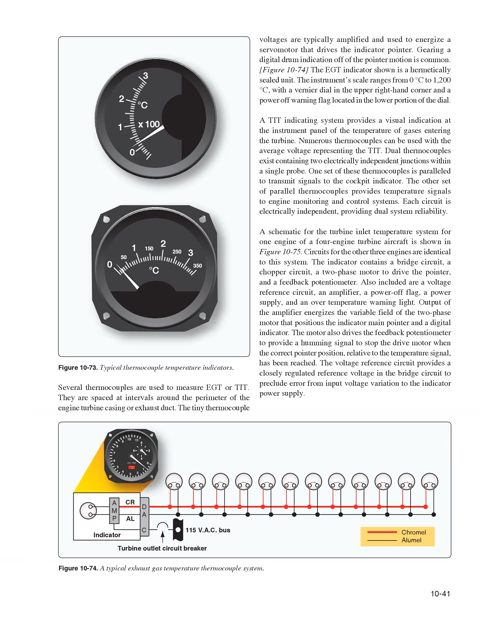 3
2
°C
1
x 100
0
0
50
1
150
2
250
3
350
°C
Figure 10-73. Typical thermocouple temperature indicators.
Several thermocouples are used to measure EGT or TIT.
They are spaced at intervals around the perimeter of the
engine turbine casing or exhaust duct. The tiny thermocouple
voltages are typically amplified and used to energize a
servomotor that drives the indicator pointer. Gearing a
digital drum indication off of the pointer motion is common.
[Figure 10-74] The EGT indicator shown is a hermetically
sealed unit. The instrument's scale ranges from 0 °C to 1,200
°C, with a vernier dial in the upper right-hand corner and a
power off warning flag located in the lower portion of the dial.
A TIT indicating system provides a visual indication at
the instrument panel of the temperature of gases entering
the turbine. Numerous thermocouples can be used with the
average voltage representing the TIT. Dual thermocouples
exist containing two electrically independent junctions within
a single probe. One set of these thermocouples is paralleled
to transmit signals to the cockpit indicator. The other set
of parallel thermocouples provides temperature signals
to engine monitoring and control systems. Each circuit is
electrically independent, providing dual system reliability.
A schematic for the turbine inlet temperature system for
one engine of a four-engine turbine aircraft is shown in
Figure 10-75. Circuits for the other three engines are identical
to this system. The indicator contains a bridge circuit, a
chopper circuit, a two-phase motor to drive the pointer,
and a feedback potentiometer. Also included are a voltage
reference circuit, an amplifier, a power-off flag, a power
supply, and an over temperature warning light. Output of
the amplifier energizes the variable field of the two-phase
motor that positions the indicator main pointer and a digital
indicator. The motor also drives the feedback potentiometer
to provide a humming signal to stop the drive motor when
the correct pointer position, relative to the temperature signal,
has been reached. The voltage reference circuit provides a
closely regulated reference voltage in the bridge circuit to
preclude error from input voltage variation to the indicator
power supply.
A
M
P
CR
AL
D
A
C
Indicator
115 V.A.C. bus
Turbine outlet circuit breaker
Chromel
Alumel
Figure 10-74. A typical exhaust gas temperature thermocouple system.
10-41